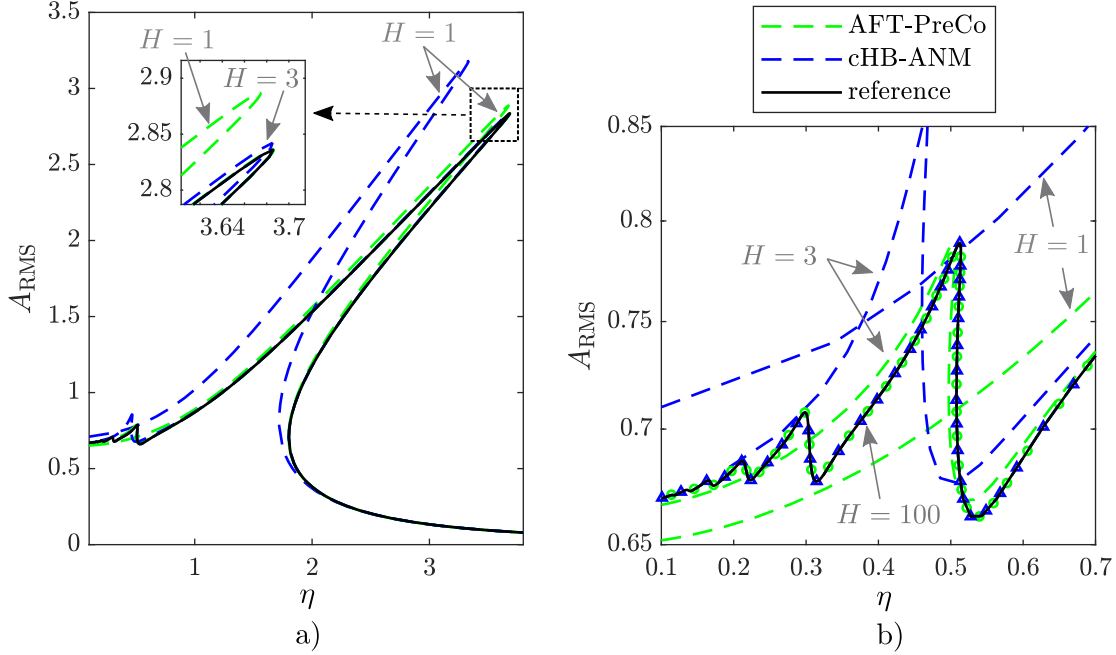 AFT-PreCo
cHB-ANM
reference
3.5
3
2.5
2
1.5
1
0.5
0
A_RMS
1
2
3
η
a)
H = 1
H = 1
H = 3
2.9
2.85
2.8
3.64
3.7
0.85
0.8
0.75
0.7
0.65
A_RMS
H = 3
H = 1
H = 100
0.1
0.2
0.3
0.4
0.5
0.6
0.7
η
b)